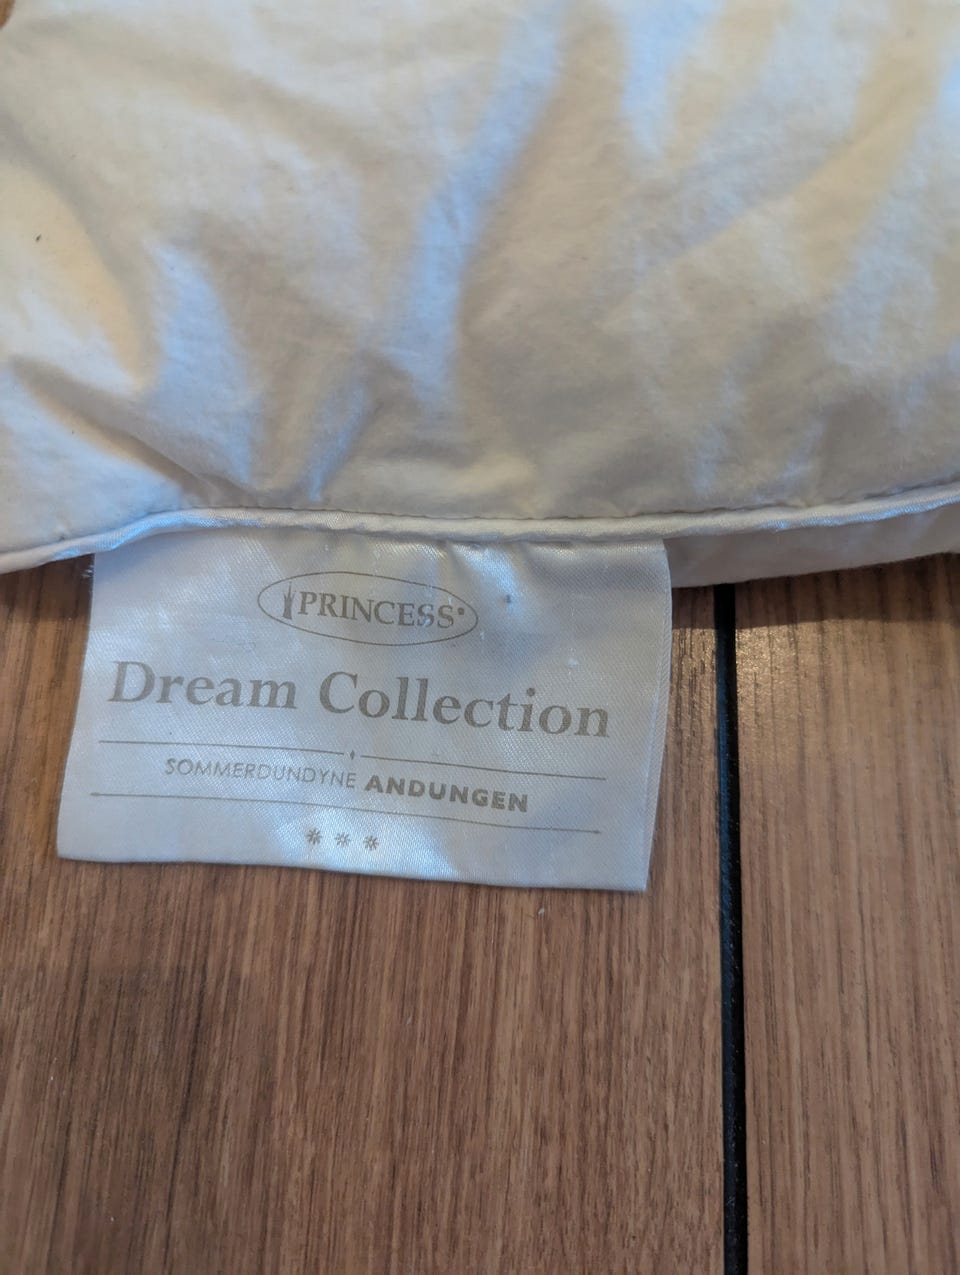 PRINCESS
Dream Collection
SOMMERDUNDYNE ANDUNGEN
***